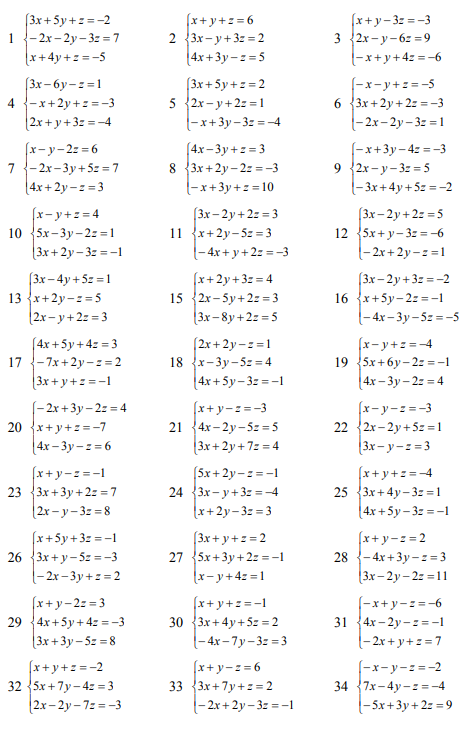 3x+5y+z=−2 x+y+z=6 x+y−3z=−3
1 −2x−2y−3z=7 2 3x−y+3z=2 3 2x−y−6z=9
x+4y+z=−5 4x+3y−z=5 −x+y+4z=−6
3x−6y−z=1 3x+5y+z=2 −x−y+z=−5
4 −x+2y+z=−3 5 2x−y+2z=1 6 3x+2y+2z=−3
2x+y+3z=−4 −x+3y−3z=−4 −2x−2y−3z=1
x−y−2z=6 4x−3y+z=3 −x+3y−4z=−3
7 −2x−3y+5z=7 8 3x+2y−2z=−3 9 2x−y−3z=5
4x+2y−z=3 −x+3y+z=10 −3x+4y+5z=−2
x−y+z=4 3x−2y+2z=3 3x−2y+2z=5
10 5x−3y−2z=1 11 x+2y−5z=3 12 5x+y−3z=−6
3x+2y−3z=−1 −4x+y+2z=−3 −2x+2y−z=1
3x−4y+5z=1 x+2y+3z=4 3x−2y+3z=−2
13 x+2y−z=5 15 2x−5y+2z=3 16 x+5y−2z=−1
2x−y+2z=3 3x−8y+2z=5 −4x−3y−5z=−5
4x+5y+4z=3 2x+2y−z=1 x−y+z=−4
17 −7x+2y−z=2 18 x−3y−5z=4 19 5x+6y−2z=−1
3x+y+z=−1 4x+5y−3z=−1 4x−3y−2z=4
−2x+3y−2z=4 x+y−z=−3 x−y−z=−3
20 x+y+z=−7 21 4x−2y−5z=5 22 2x−2y+5z=1
4x−3y−z=6 3x+2y+7z=4 3x−y−z=3
x+y−z=−1 5x+2y−z=−1 x+y+z=−4
23 3x+3y+2z=7 24 3x−y+3z=−4 25 3x+4y−3z=1
2x−y−3z=8 x+2y−3z=3 4x+5y−3z=−1
x+5y+3z=−1 3x+y+z=2 x+y−z=2
26 3x+y−5z=−3 27 5x+3y+2z=−1 28 −4x+3y−z=3
−2x−3y+z=2 x−y+4z=1 3x−2y−2z=11
x+y−2z=3 x+y+z=−1 −x+y−z=−6
29 4x+5y+4z=−3 30 3x+4y+5z=2 31 4x−2y−z=−1
3x+3y−5z=8 −4x−7y−3z=3 −2x+y+z=7
x+y+z=−2 x+y−z=6 −x−y−z=−2
32 5x+7y−4z=3 33 3x+7y+z=2 34 7x−4y−z=−4
2x−2y−7z=−3 −2x+2y−3z=−1 −5x+3y+2z=9